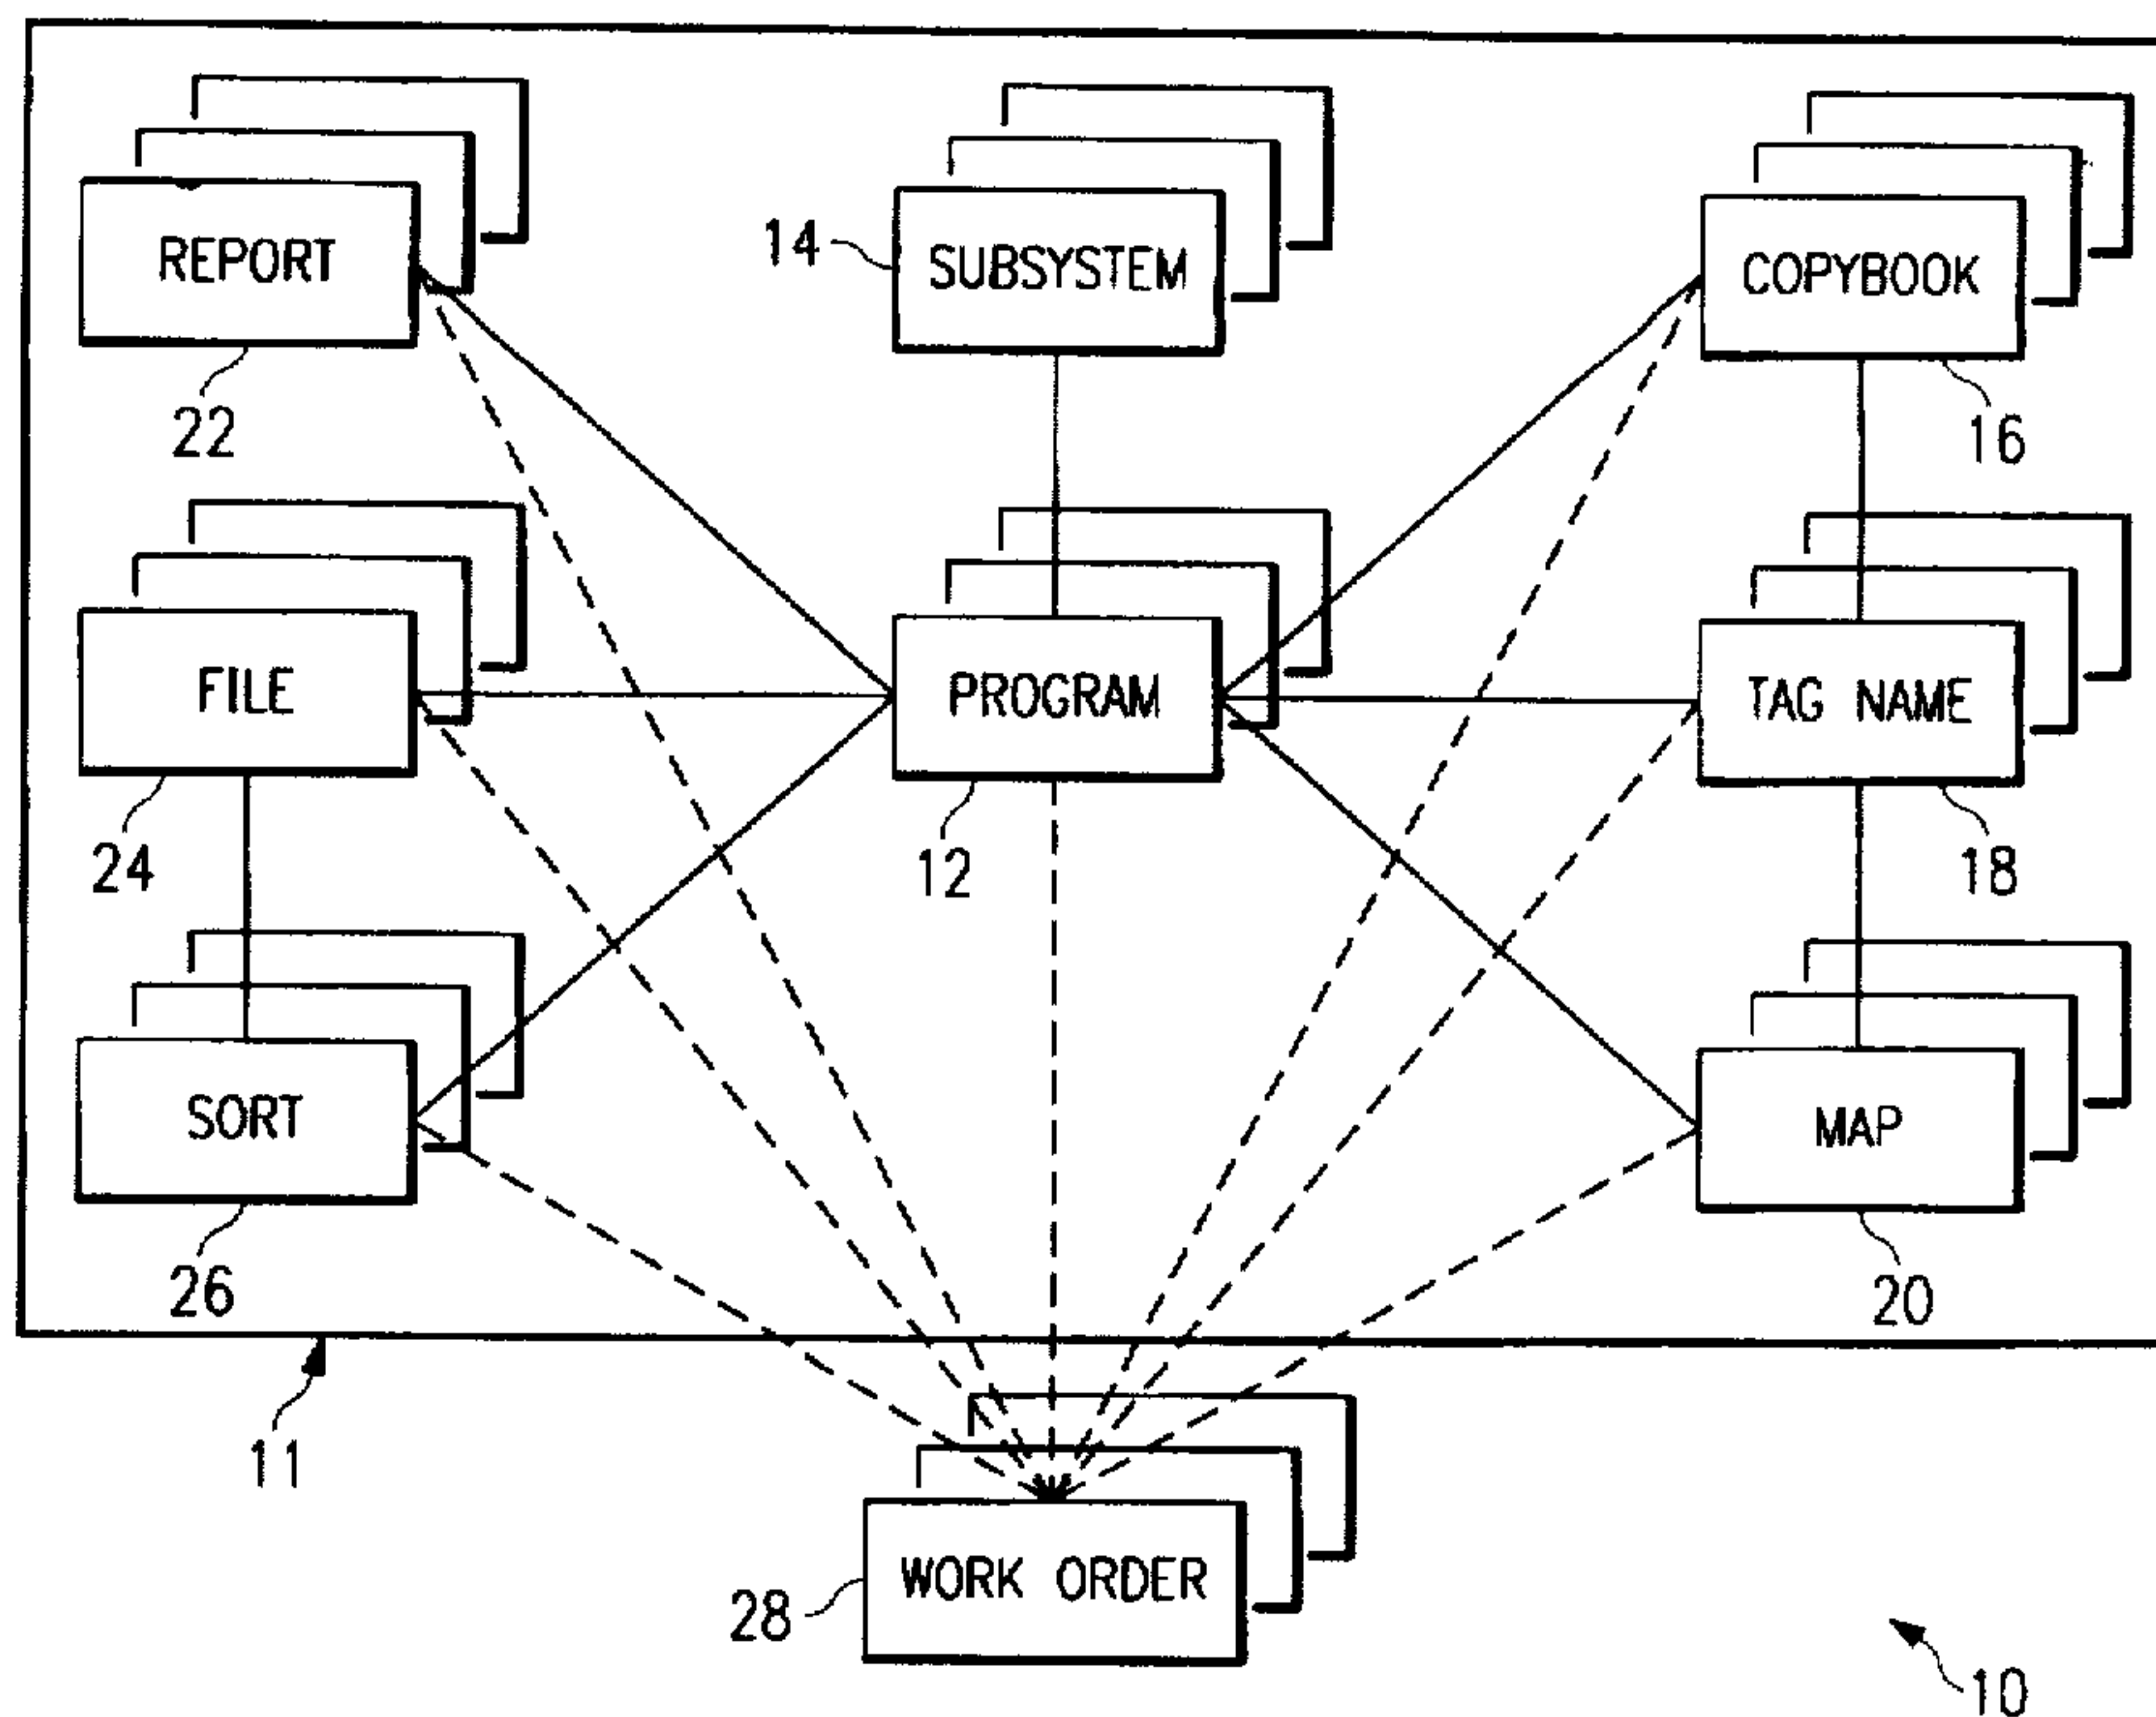 REPORT
14 SUBSYSTEM
COPYBOOK
22
16
FILE
PROGRAM
TAG NAME
24
12
18
SORT
MAP
26
20
11
28 WORK ORDER
10